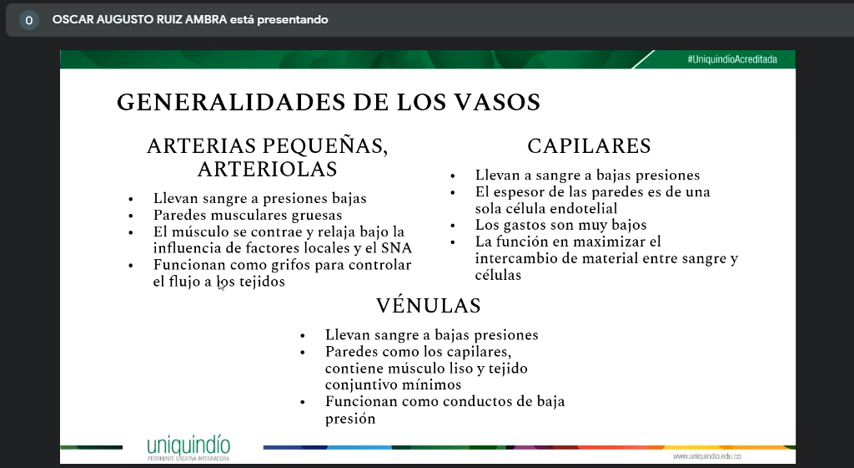 O OSCAR AUGUSTO RUIZ AMBRA está presentando
#UniquindíoAcreditada
GENERALIDADES DE LOS VASOS
ARTERIAS PEQUEÑAS,
ARTERIOLAS
• Llevan sangre a presiones bajas
• Paredes musculares gruesas
• El músculo se contrae y relaja bajo la
influencia de factores locales y el SNA
• Funcionan como grifos para controlar
el flujo a los tejidos
CAPILARES
• Llevan a sangre a bajas presiones
• El espesor de las paredes es de una
sola célula endotelial
• Los gastos son muy bajos
• La función en maximizar el
intercambio de material entre sangre y
células
VÉNULAS
• Llevan sangre a bajas presiones
• Paredes como los capilares,
contiene músculo liso y tejido
conjuntivo mínimos
• Funcionan como conductos de baja
presión
uniquindío
PERTINENTE CREATIVA INTEGRADORA
www.uniquindio.edu.co